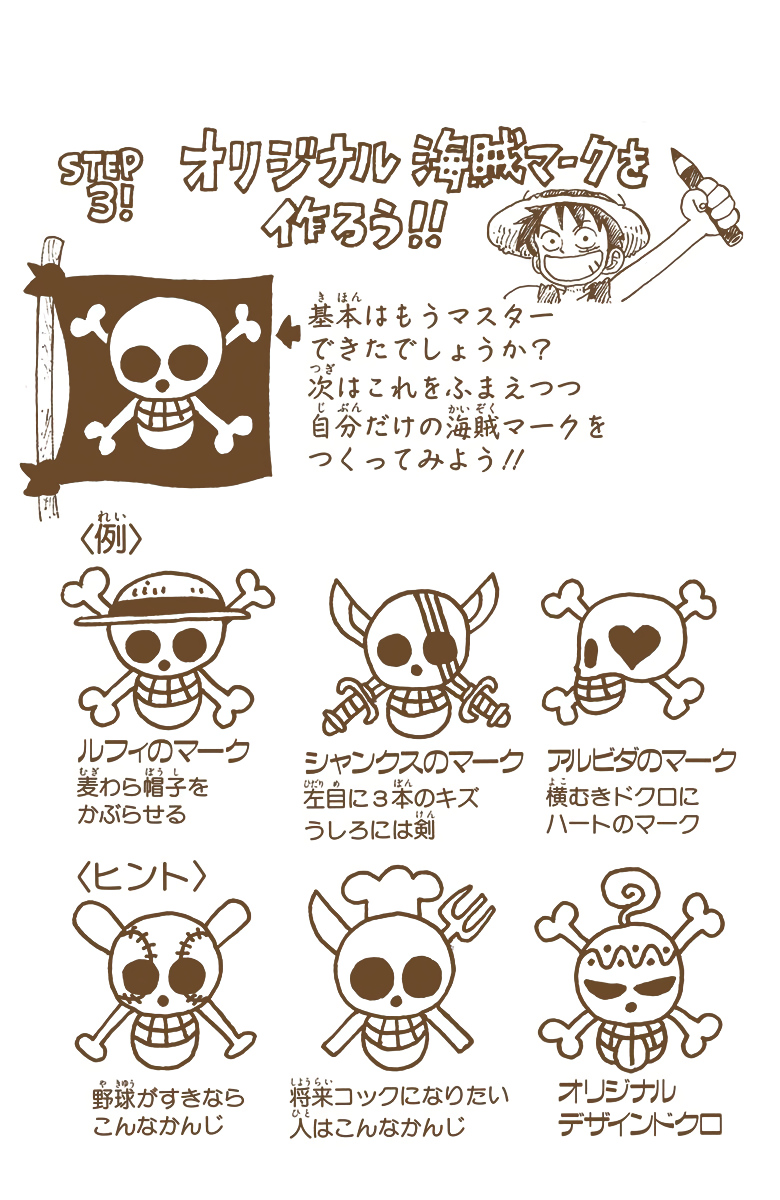 STEP
3!
オリジナル 海賊マークを
作ろう!!
基本はもうマスター
できたでしょうか?
次はこれをふまえつつ
自分だけの海賊マークを
つくってみよう!!
〈例〉
ルフィのマーク
麦わら帽子を
かぶらせる
シャンクスのマーク
左目に3本のキズ
うしろには剣
アルビダのマーク
横むきドクロに
ハートのマーク
〈ヒント〉
野球がすきなら
こんなかんじ
将来コックになりたい
人はこんなかんじ
オリジナル
デザインドクロ